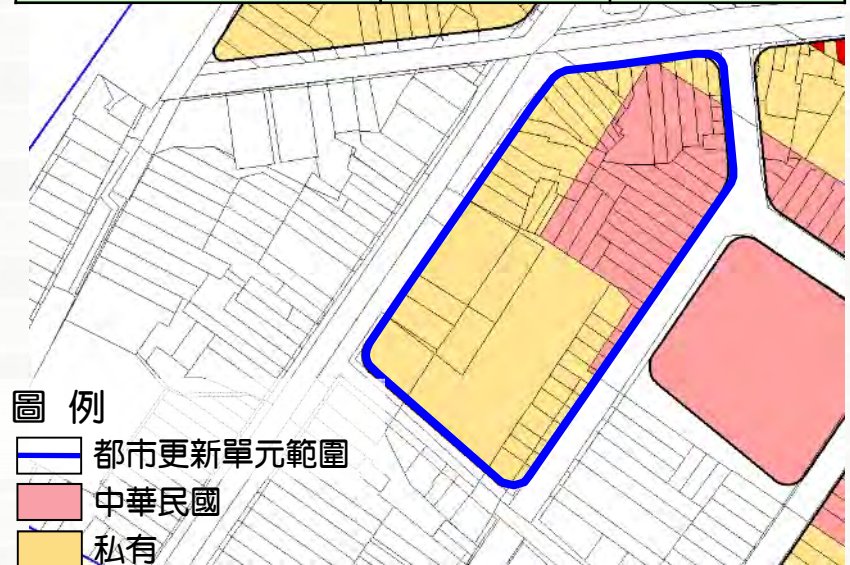 圖 例
都市更新單元範圍
中華民國
私有